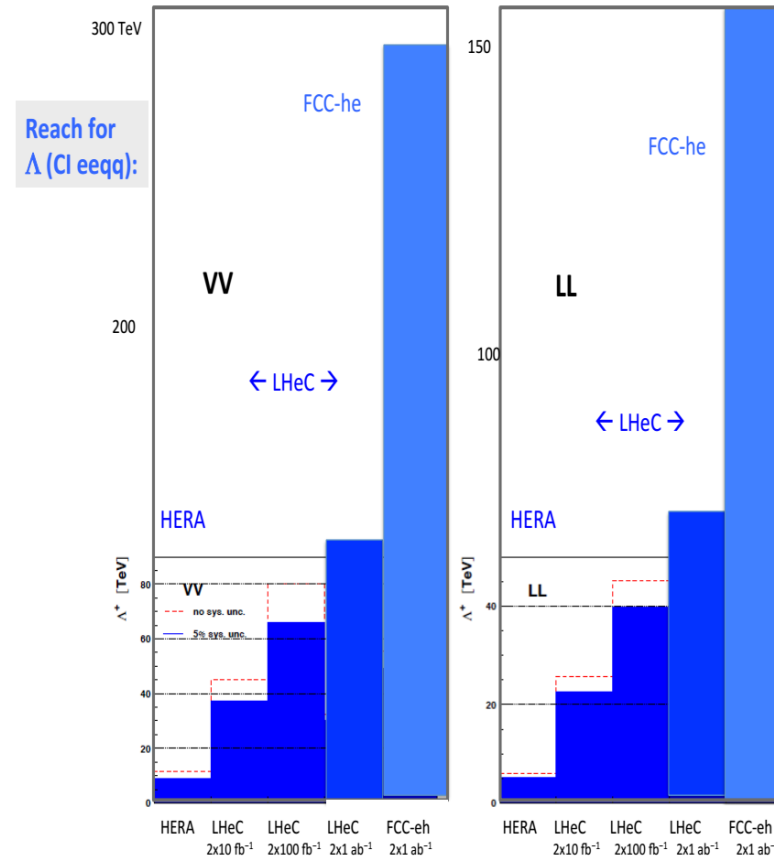 300 TeV
Reach for
Λ (CI eeqq):
FCC-he
VV
200
← LHeC →
HERA
Λ⁺ [TeV]
80
60
40
20
0
VV
no sys. unc.
5% sys. unc.
HERA
LHeC
2x10 fb⁻¹
LHeC
2x100 fb⁻¹
LHeC
2x1 ab⁻¹
FCC-eh
2x1 ab⁻¹
150
FCC-he
LL
100
← LHeC →
HERA
Λ⁺ [TeV]
40
20
0
LL
HERA
LHeC
2x10 fb⁻¹
LHeC
2x100 fb⁻¹
LHeC
2x1 ab⁻¹
FCC-eh
2x1 ab⁻¹